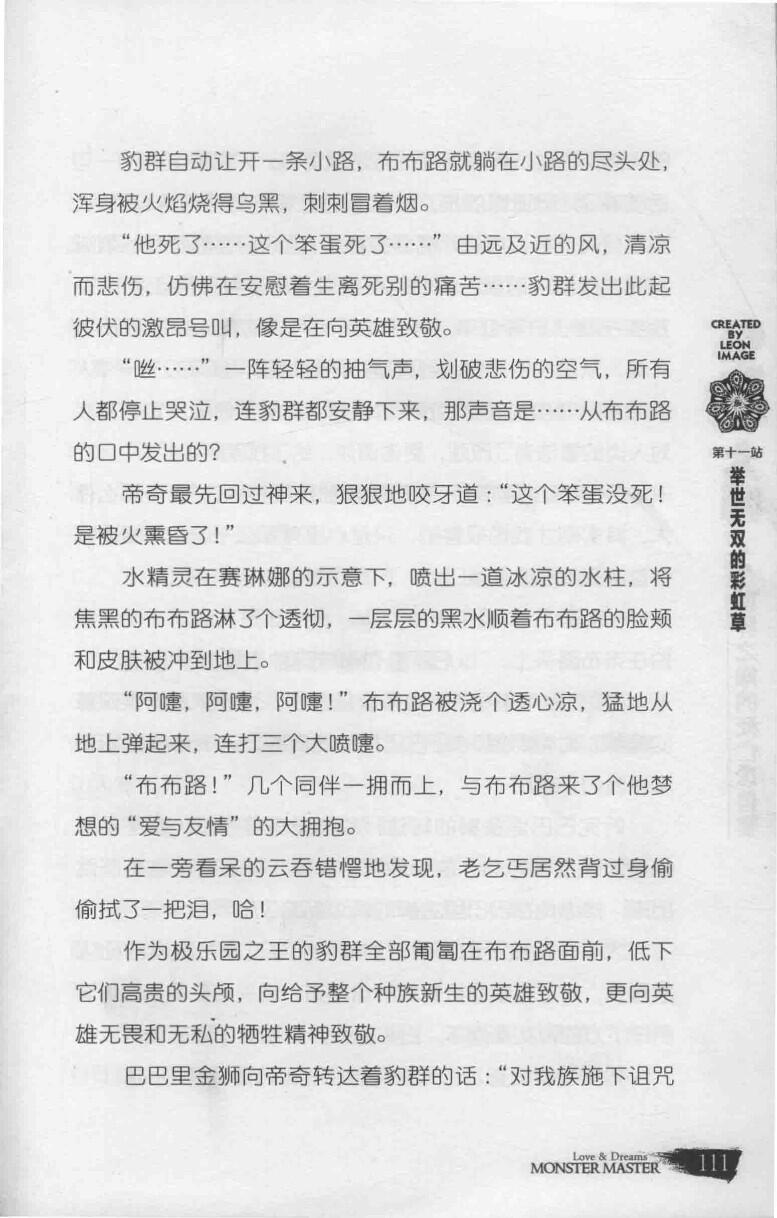 豹群自动让开一条小路，布布路就躺在小路的尽头处，
浑身被火焰烧得乌黑，刺刺冒着烟。
“他死了……这个笨蛋死了……”由远及近的风，清凉
而悲伤，仿佛在安慰着生离死别的痛苦……豹群发出此起
彼伏的激昂号叫，像是在向英雄致敬。
“咝……”一阵轻轻的抽气声，划破悲伤的空气，所有
人都停止哭泣，连豹群都安静下来，那声音是……从布布路
的口中发出的？
帝奇最先回过神来，狠狠地咬牙道：“这个笨蛋没死！
是被火熏昏了！”
水精灵在赛琳娜的示意下，喷出一道冰凉的水柱，将
焦黑的布布路淋了个透彻，一层层的黑水顺着布布路的脸颊
和皮肤被冲到地上。
“阿嚏，阿嚏，阿嚏！”布布路被浇个透心凉，猛地从
地上弹起来，连打三个大喷嚏。
“布布路！”几个同伴一拥而上，与布布路来了个他梦
想的“爱与友情”的大拥抱。
在一旁看呆的云吞错愕地发现，老乞丐居然背过身偷
偷拭了一把泪，哈！
作为极乐园之王的豹群全部匍匐在布布路面前，低下
它们高贵的头颅，向给予整个种族新生的英雄致敬，更向英
雄无畏和无私的牺牲精神致敬。
巴巴里金狮向帝奇转达着豹群的话：“对我族施下诅咒
CREATED
BY
LEON
IMAGE
第十一站
举世无双的彩虹草
Love & Dreams
MONSTER MASTER
111